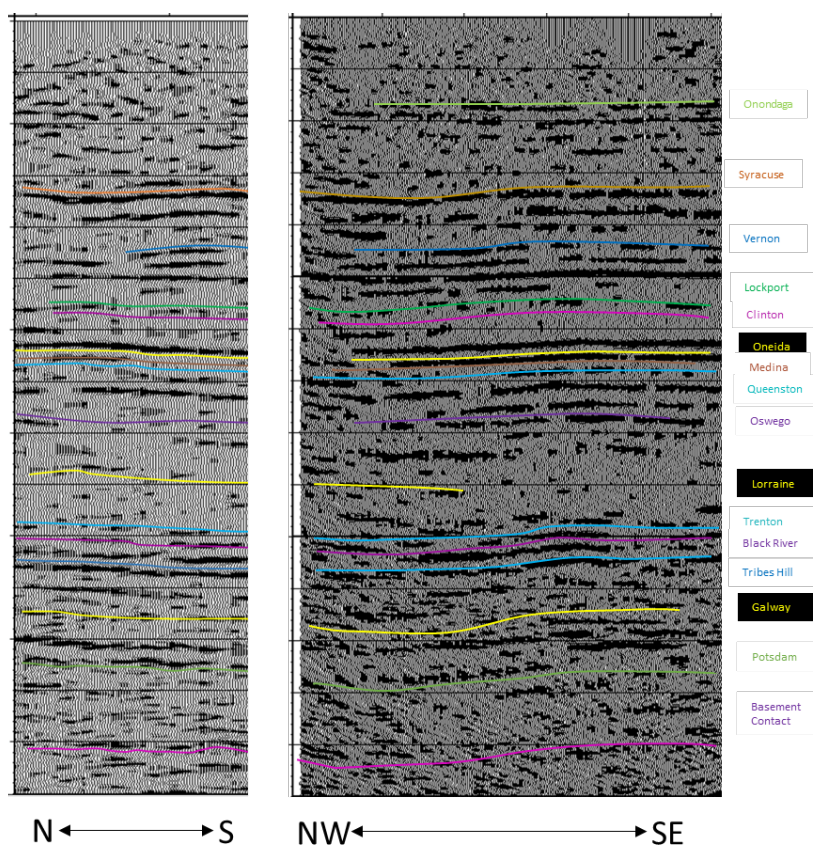 Onondaga
Syracuse
Vernon
Lockport
Clinton
Oneida
Medina
Queenston
Oswego
Lorraine
Trenton
Black River
Tribes Hill
Galway
Potsdam
Basement
Contact
N S NW SE